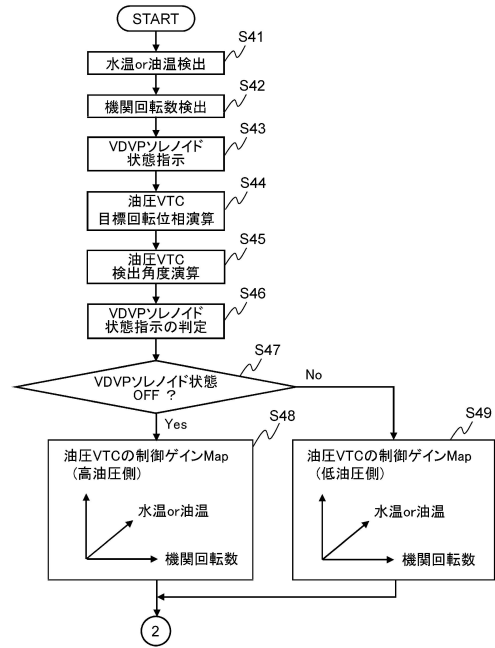 START
S41
水温or油温検出
S42
機関回転数検出
S43
VDVPソレノイド
状態指示
S44
油圧VTC
目標回転位相演算
S45
油圧VTC
検出角度演算
S46
VDVPソレノイド
状態指示の判定
S47
VDVPソレノイド状態
OFF ?
No
Yes
S48
油圧VTCの制御ゲインMap
(高油圧側)
水温or油温
機関回転数
S49
油圧VTCの制御ゲインMap
(低油圧側)
水温or油温
機関回転数
2